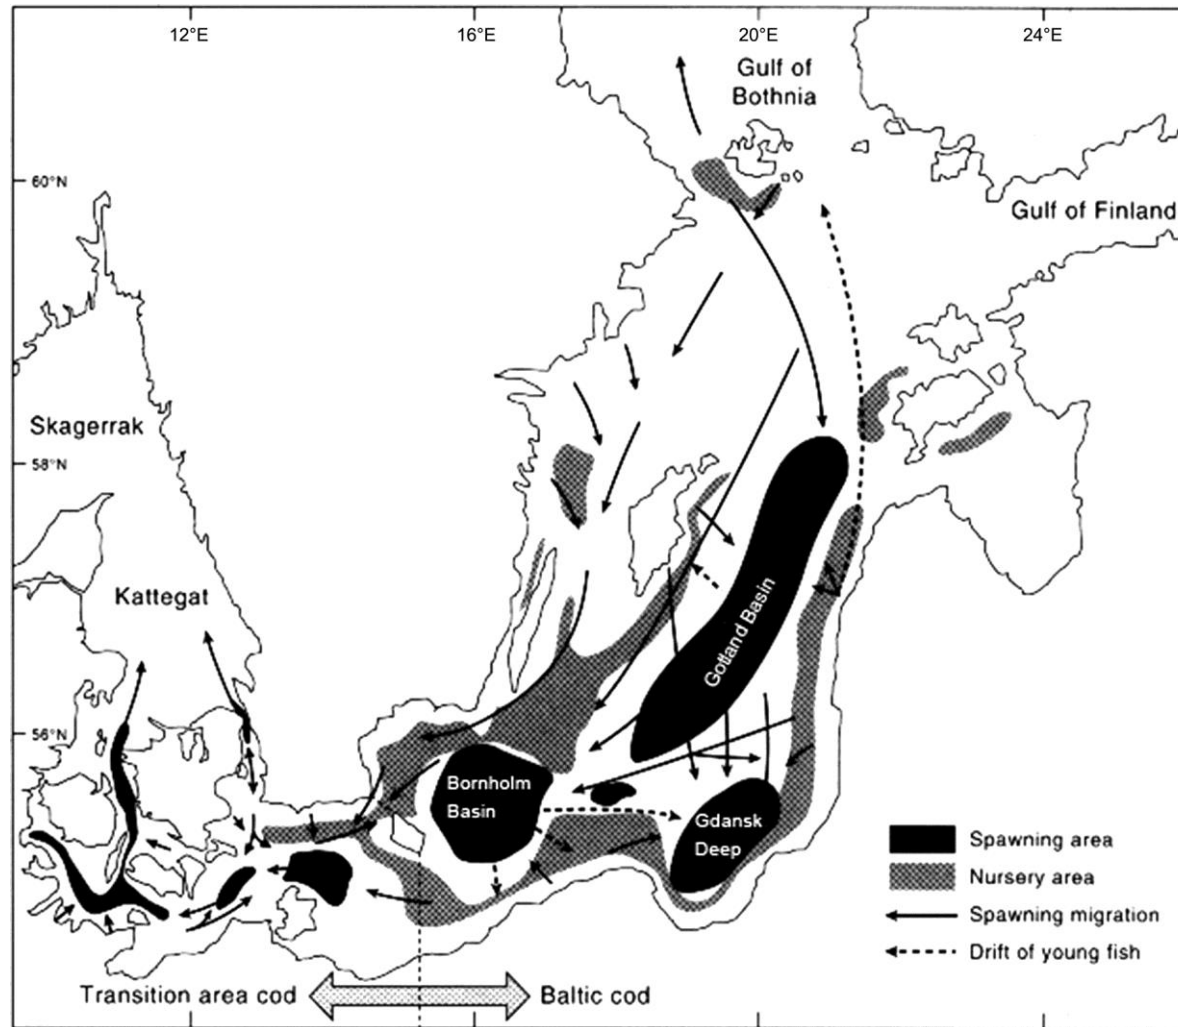 12°E
16°E
20°E
24°E
Gulf of
Bothnia
60°N
Gulf of Finland
Skagerrak
58°N
Kattegat
Gotland Basin
56°N
Bornholm
Basin
Gdansk
Deep
Spawning area
Nursery area
Spawning migration
Drift of young fish
Transition area cod
Baltic cod